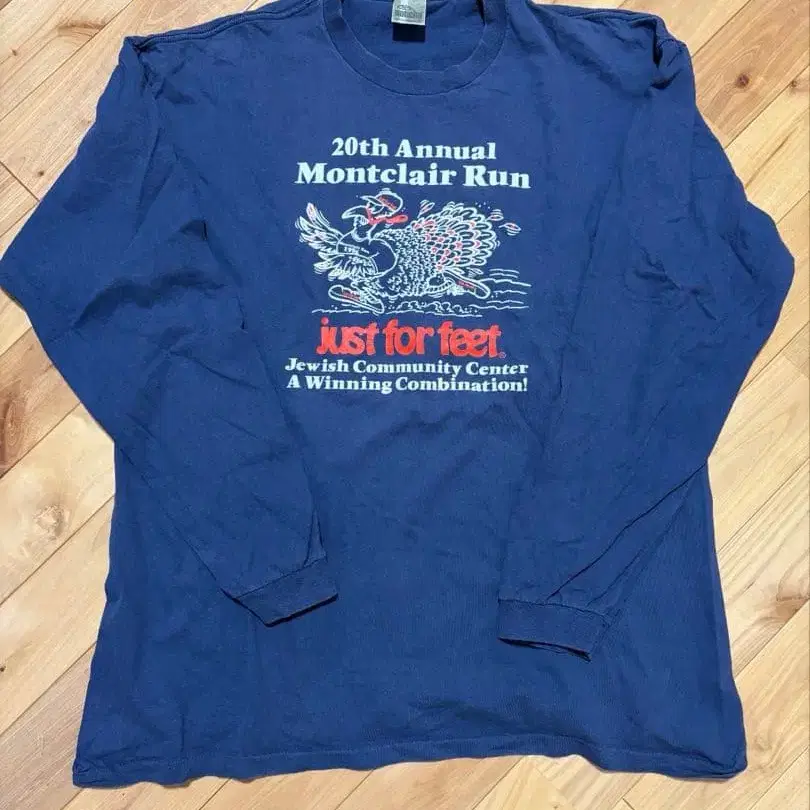 20th Annual
Montclair Run
just for feet®
Jewish Community Center
A Winning Combination!